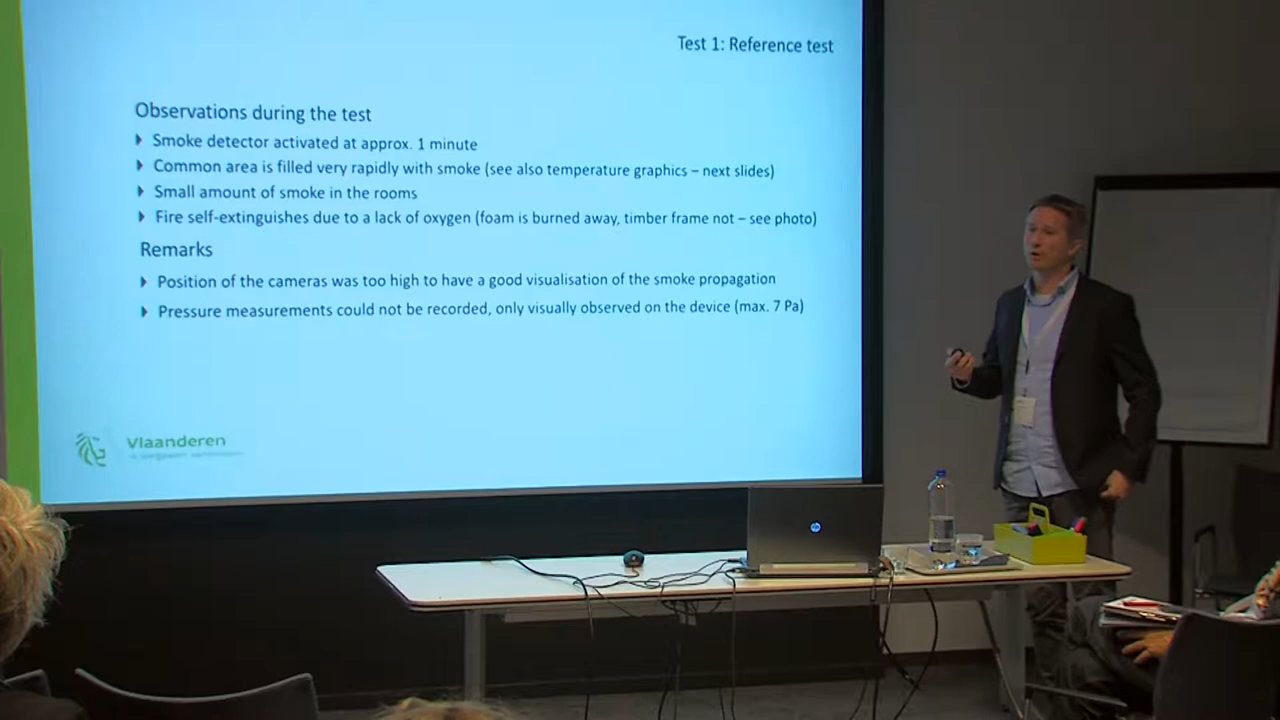 Test 1: Reference test
Observations during the test
Smoke detector activated at approx. 1 minute
Common area is filled very rapidly with smoke (see also temperature graphics – next slides)
Small amount of smoke in the rooms
Fire self-extinguishes due to a lack of oxygen (foam is burned away, timber frame not – see photo)
Remarks
Position of the cameras was too high to have a good visualisation of the smoke propagation
Pressure measurements could not be recorded, only visually observed on the device (max. 7 Pa)
Vlaanderen
hp